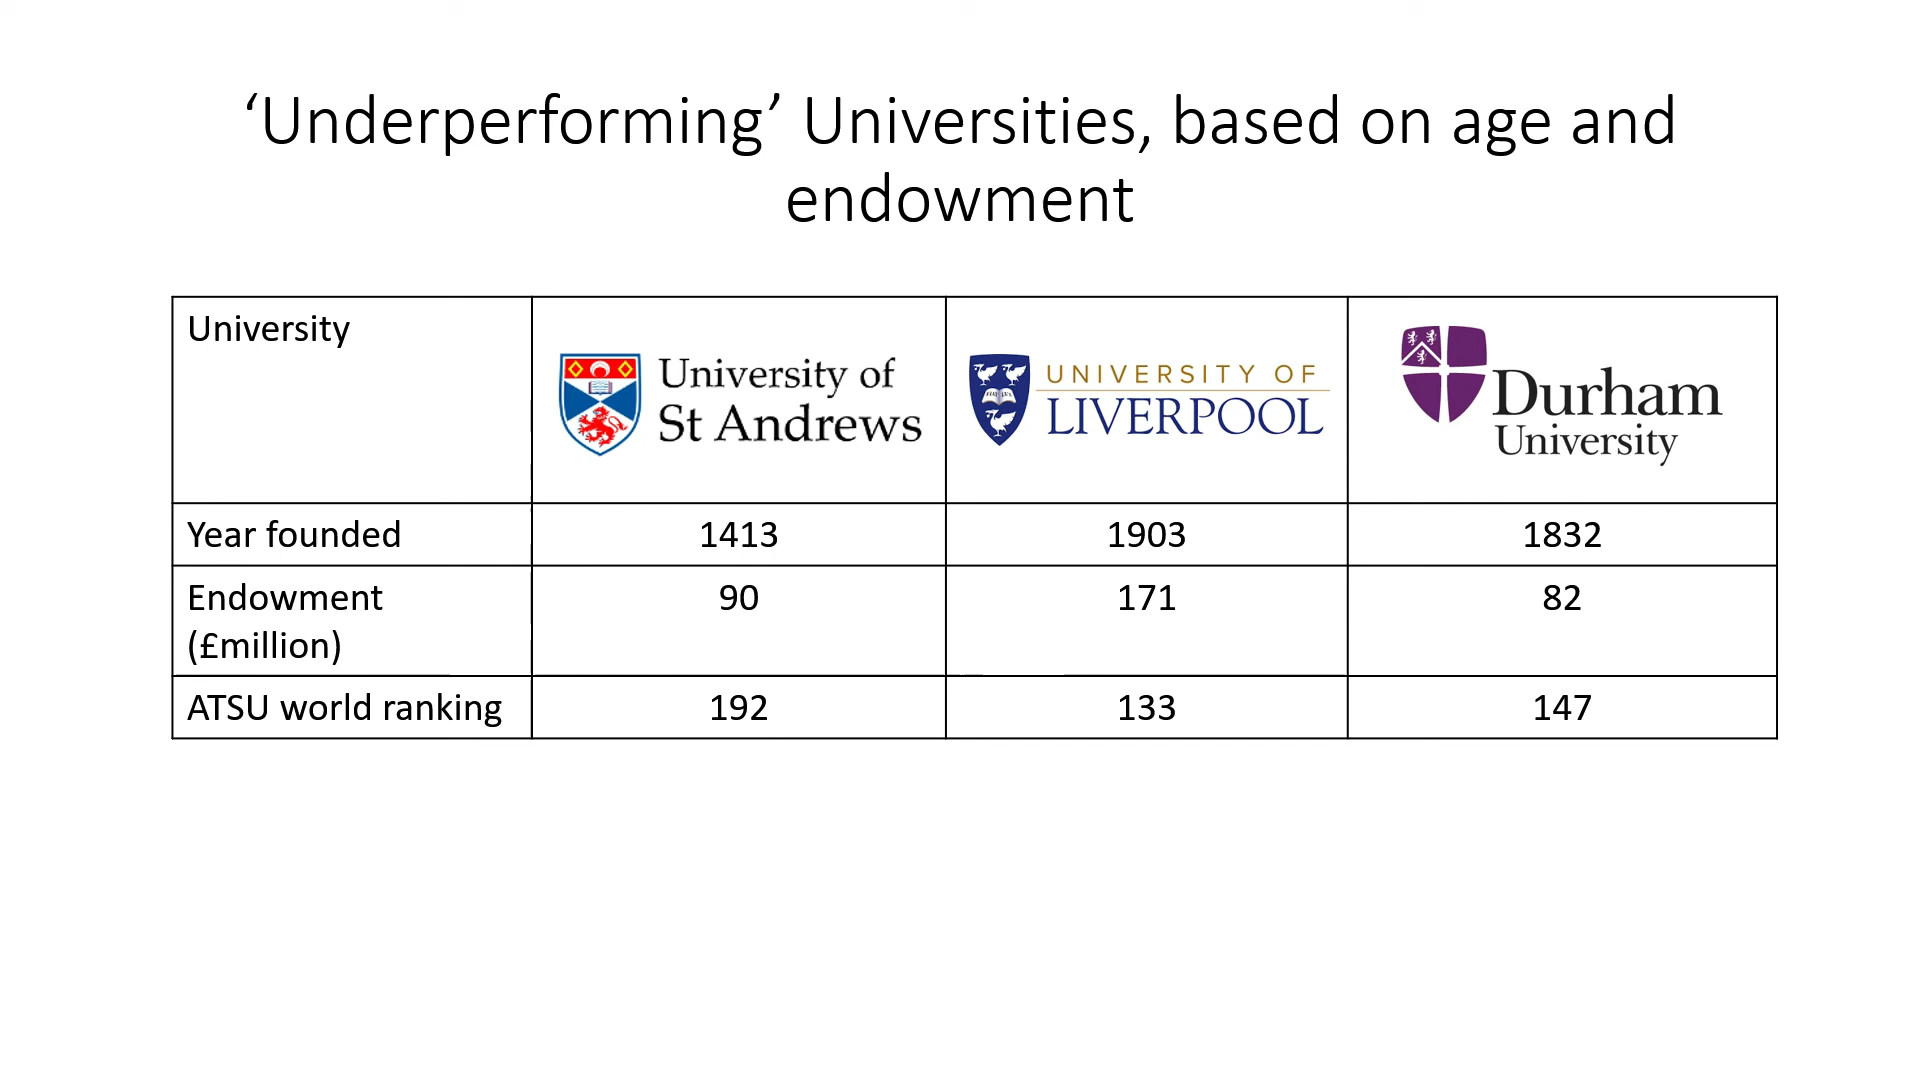 ‘Underperforming’ Universities, based on age and
endowment
University
University of
St Andrews
UNIVERSITY OF
LIVERPOOL
Durham
University
Year founded 1413 1903 1832
Endowment 90 171 82
(£million)
ATSU world ranking 192 133 147